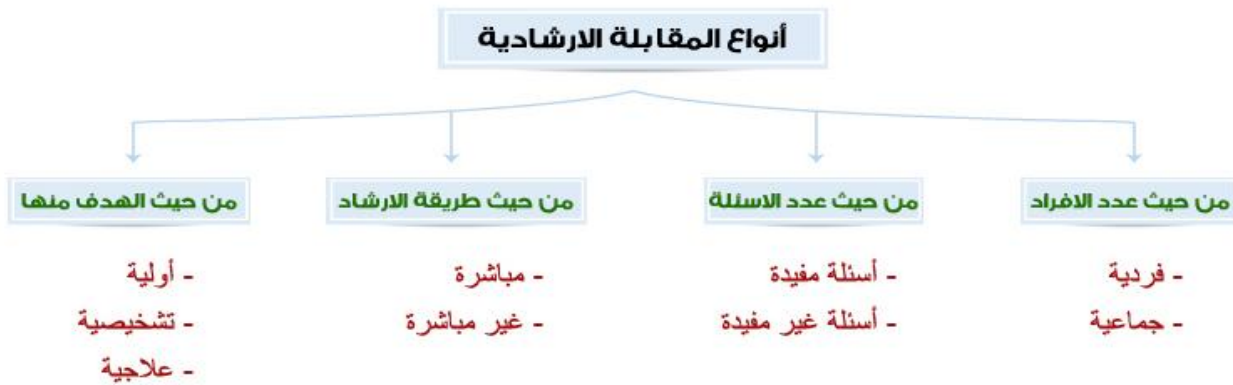 أنواع المقابلة الارشادية
من حيث عدد الافراد
- فردية
- جماعية
من حيث عدد الاسئلة
- أسئلة مفيدة
- أسئلة غير مفيدة
من حيث طريقة الارشاد
- مباشرة
- غير مباشرة
من حيث الهدف منها
- أولية
- تشخيصية
- علاجية